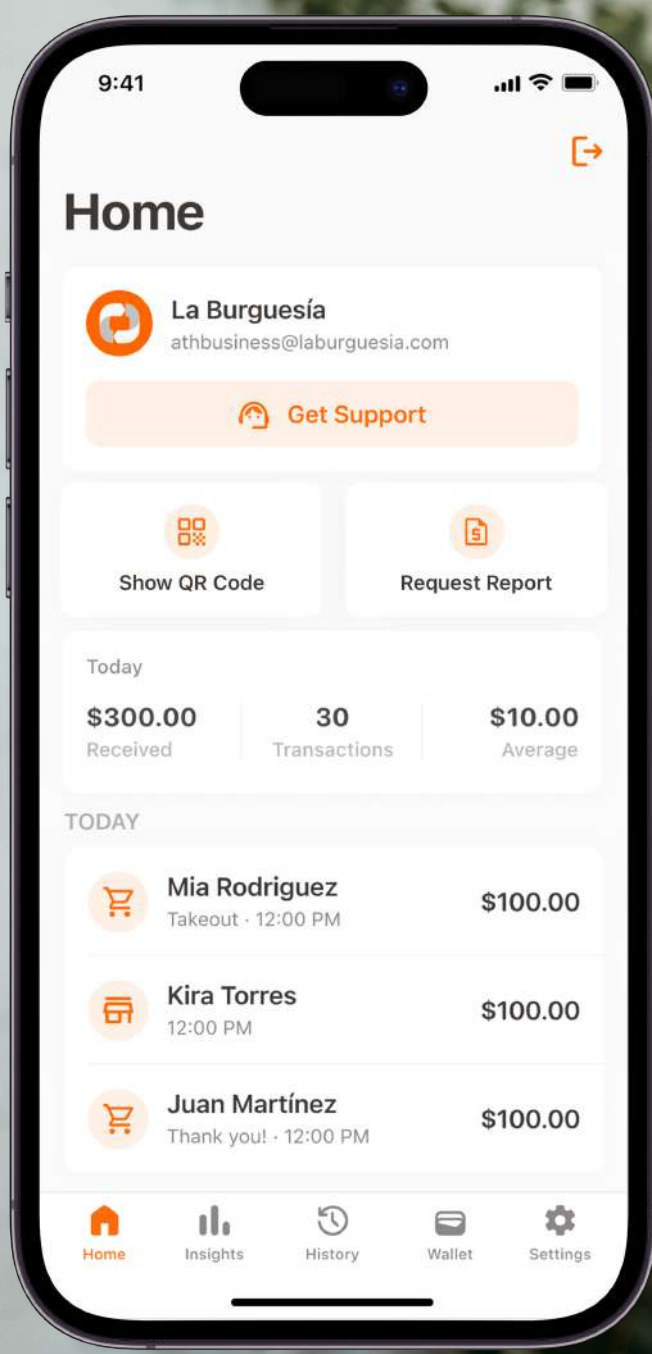 9:41
Home
La Burguesía
athbusiness@laburguesia.com
Get Support
Show QR Code
Request Report
Today
$300.00 30 $10.00
Received Transactions Average
TODAY
Mia Rodriguez
$100.00
Takeout · 12:00 PM
Kira Torres
$100.00
12:00 PM
Juan Martínez
$100.00
Thank you! · 12:00 PM
Home Insights History Wallet Settings